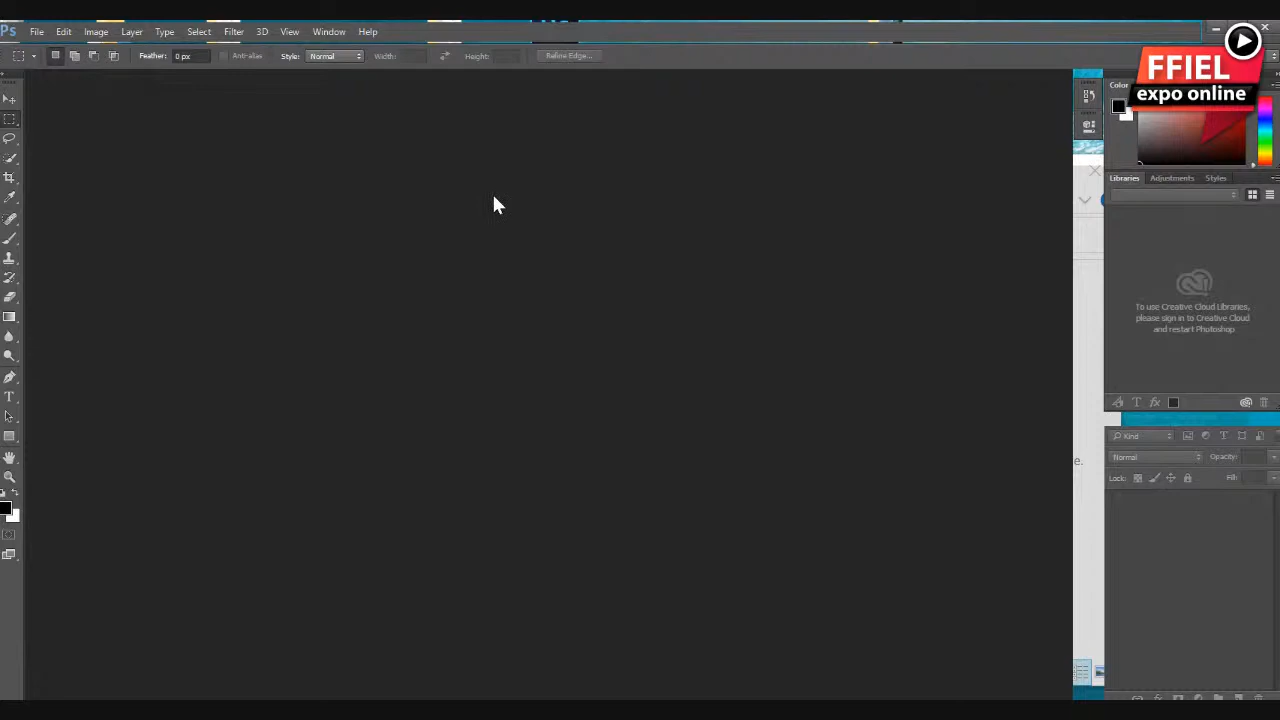 Ps File Edit Image Layer Type Select Filter 3D View Window Help
FFIEL
expo online
Feather: 0 px Anti-alias Style: Normal Width: Height: Refine Edge...
Color
Libraries Adjustments Styles
To use Creative Cloud Libraries,
please sign in to Creative Cloud
and restart Photoshop
T fx
Kind T
Normal Opacity:
e.
Lock: Fill:
T